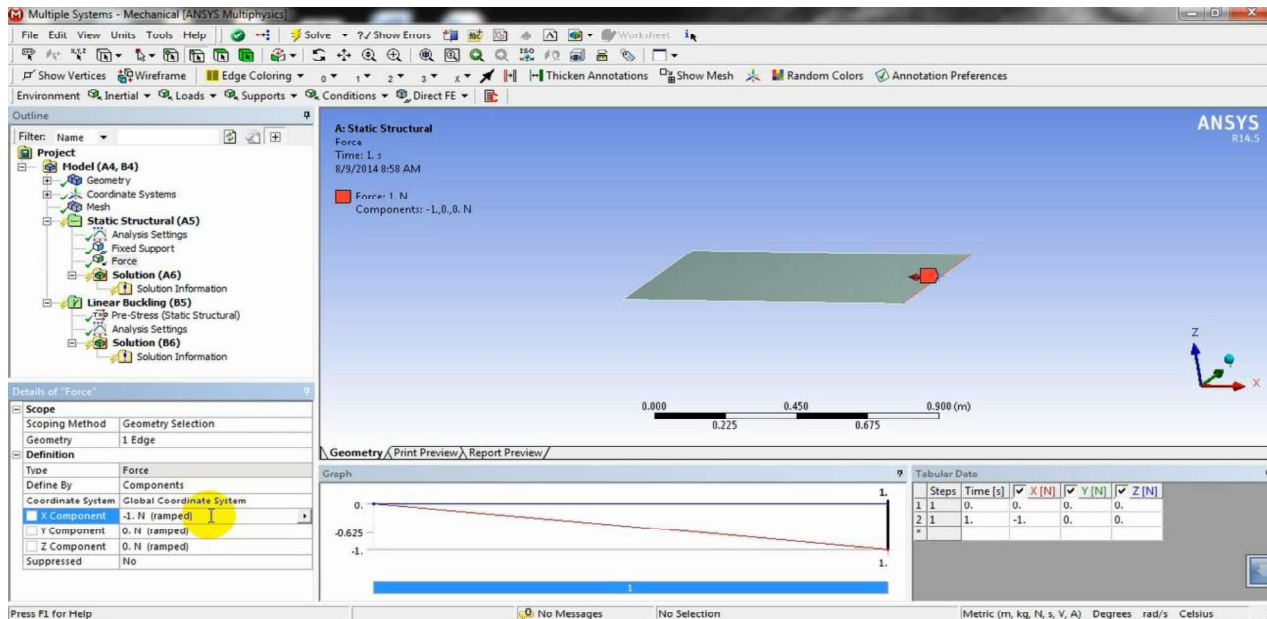 Multiple Systems - Mechanical [ANSYS Multiphysics]
File Edit View Units Tools Help Solve ?/ Show Errors Worksheet
Show Vertices Wireframe Edge Coloring 0 1 2 3 X Thicken Annotations Show Mesh Random Colors Annotation Preferences
Environment Inertial Loads Supports Conditions Direct FE
Outline
Filter: Name
Project
Model (A4, B4)
Geometry
Coordinate Systems
Mesh
Static Structural (A5)
Analysis Settings
Fixed Support
Force
Solution (A6)
Solution Information
Linear Buckling (B5)
Pre-Stress (Static Structural)
Analysis Settings
Solution (B6)
Solution Information
Details of "Force"
Scope
Scoping Method Geometry Selection
Geometry 1 Edge
Definition
Type Force
Define By Components
Coordinate System Global Coordinate System
X Component -1. N (ramped)
Y Component 0. N (ramped)
Z Component 0. N (ramped)
Suppressed No
A: Static Structural
Force
Time: 1. s
8/9/2014 8:58 AM
Force: 1. N
Components: -1.,0.,0. N
ANSYS
R14.5
Z
X
0.000 0.450 0.900 (m)
0.225 0.675
Geometry Print Preview Report Preview
Graph
1.
0.
-0.625
-1.
1.
1
Tabular Data
Steps Time [s] X [N] Y [N] Z [N]
1 1 0. 0. 0. 0.
2 1 1. -1. 0. 0.
*
Press F1 for Help 0 No Messages No Selection Metric (m, kg, N, s, V, A) Degrees rad/s Celsius